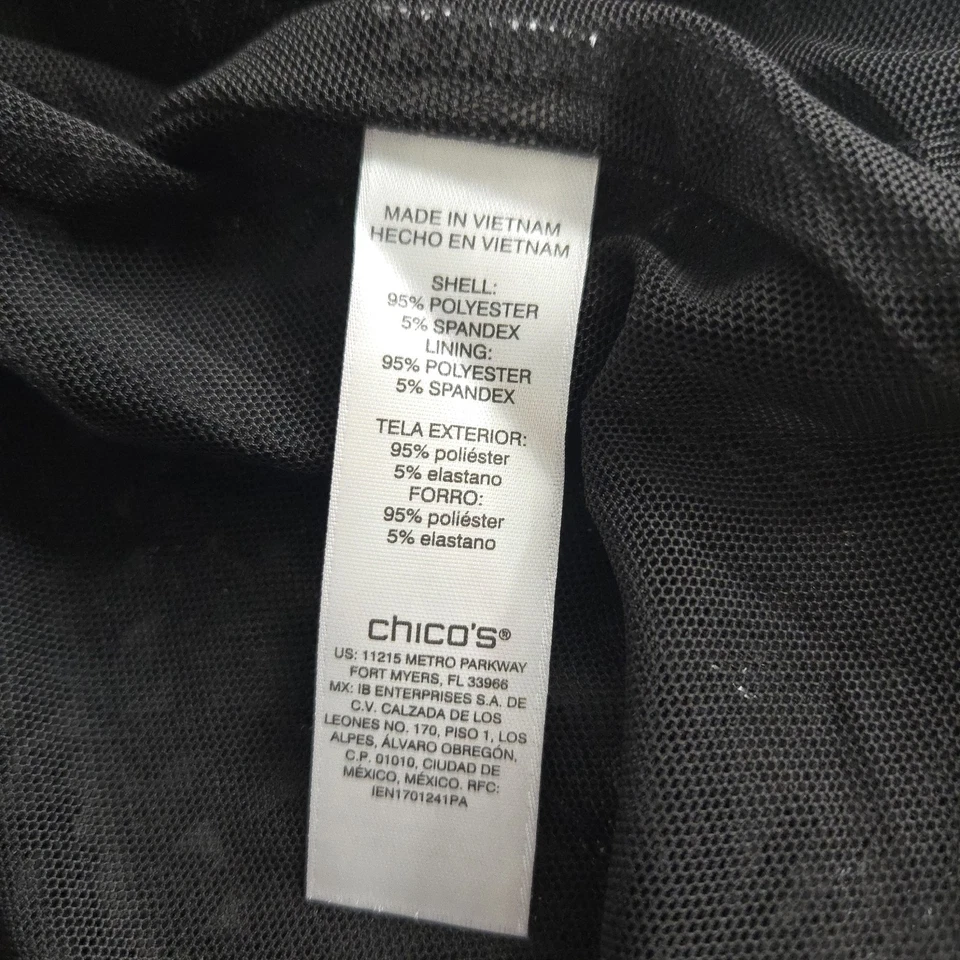 MADE IN VIETNAM
HECHO EN VIETNAM
SHELL:
95% POLYESTER
5% SPANDEX
LINING:
95% POLYESTER
5% SPANDEX
TELA EXTERIOR:
95% poliéster
5% elastano
FORRO:
95% poliéster
5% elastano
chico's®
US: 11215 METRO PARKWAY
FORT MYERS, FL 33966
MX: IB ENTERPRISES S.A. DE
C.V. CALZADA DE LOS
LEONES NO. 170, PISO 1, LOS
ALPES, ÁLVARO OBREGÓN,
C.P. 01010, CIUDAD DE
MÉXICO, MÉXICO. RFC:
IEN1701241PA